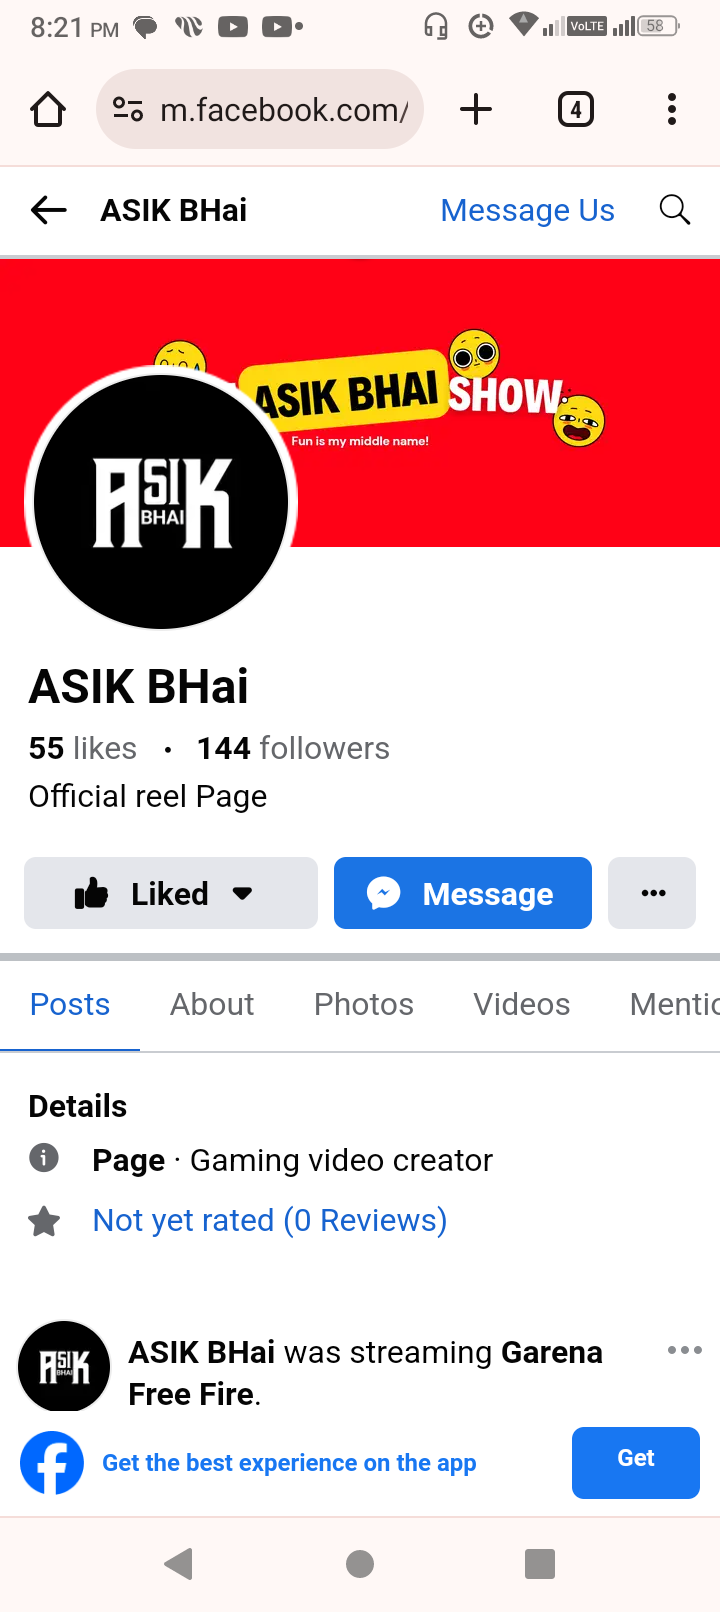 8:21 PM
VoLTE
58
m.facebook.com/
4
ASIK BHai
Message Us
ASIK BHAI SHOW
Fun is my middle name!
ASIK
BHAI
ASIK BHai
55 likes • 144 followers
Official reel Page
Liked
Message
Posts About Photos Videos Mentio
Details
Page · Gaming video creator
Not yet rated (0 Reviews)
ASIK
BHAI
ASIK BHai was streaming Garena
Free Fire.
Get the best experience on the app
Get